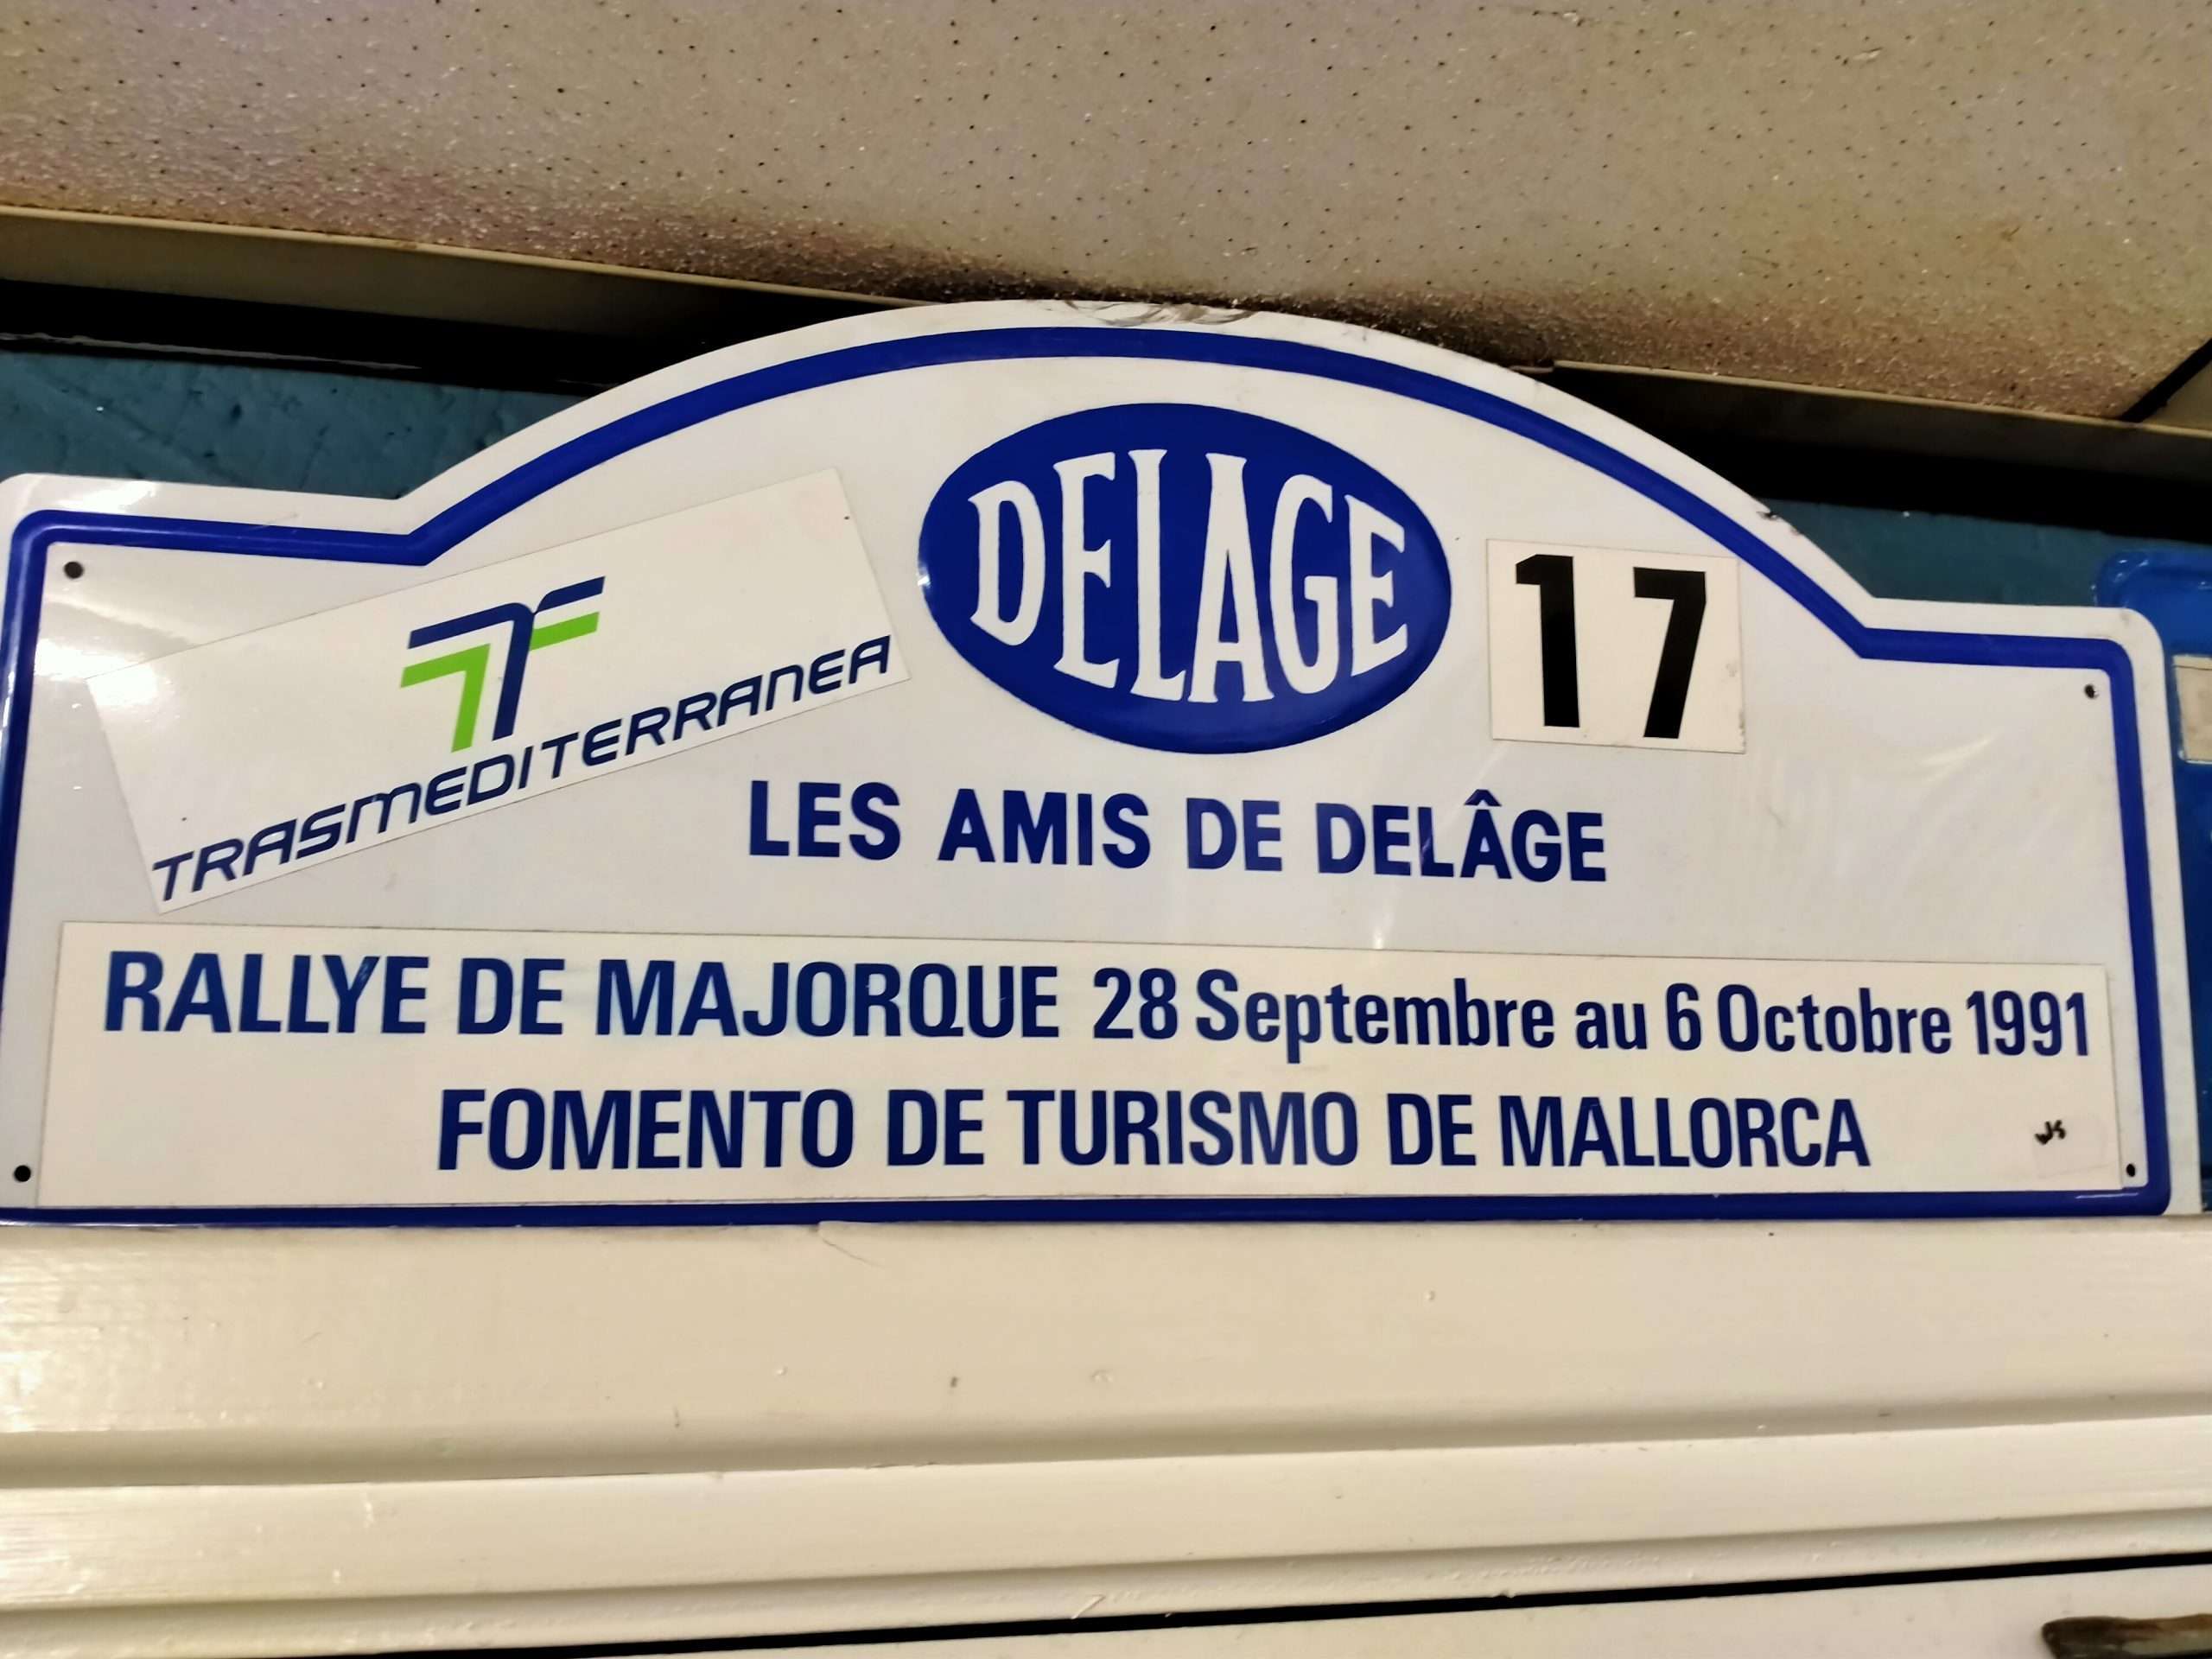 DELAGE
17
TRASMEDITERRANEA
LES AMIS DE DELÂGE
RALLYE DE MAJORQUE 28 Septembre au 6 Octobre 1991
FOMENTO DE TURISMO DE MALLORCA